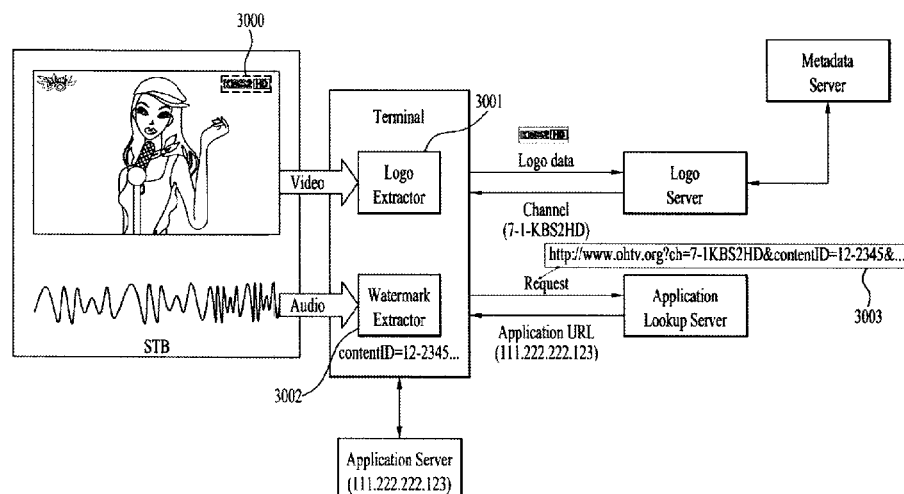 3000
STB
Video
Audio
Terminal
3001
Logo
Extractor
Watermark
Extractor
contentID=12-2345...
3002
Logo data
Channel
(7-1-KBS2HD)
Logo
Server
Metadata
Server
http://www.ohtv.org?ch=7-1KBS2HD&contentID=12-2345&...
Request
3003
Application URL
(111.222.222.123)
Application
Lookup Server
Application Server
(111.222.222.123)